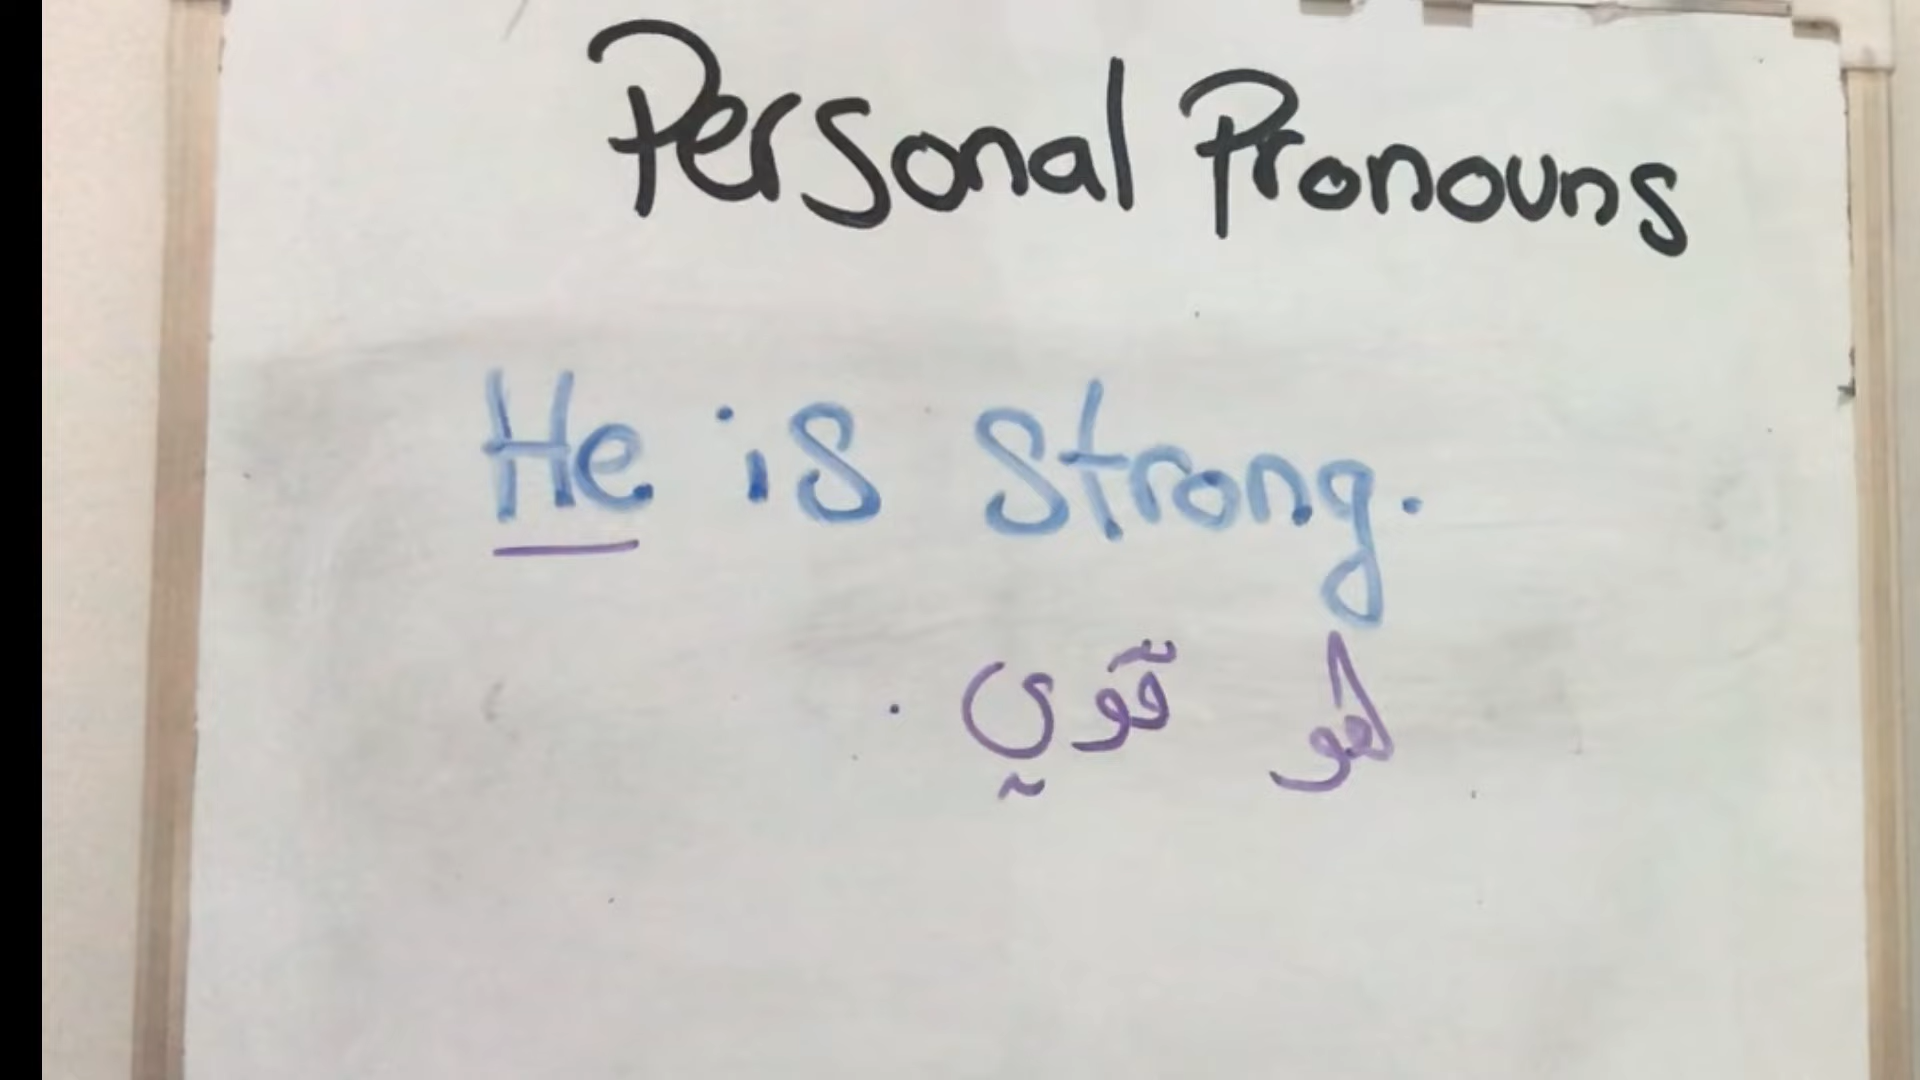 Personal Pronouns
He is strong.
هو قوي .